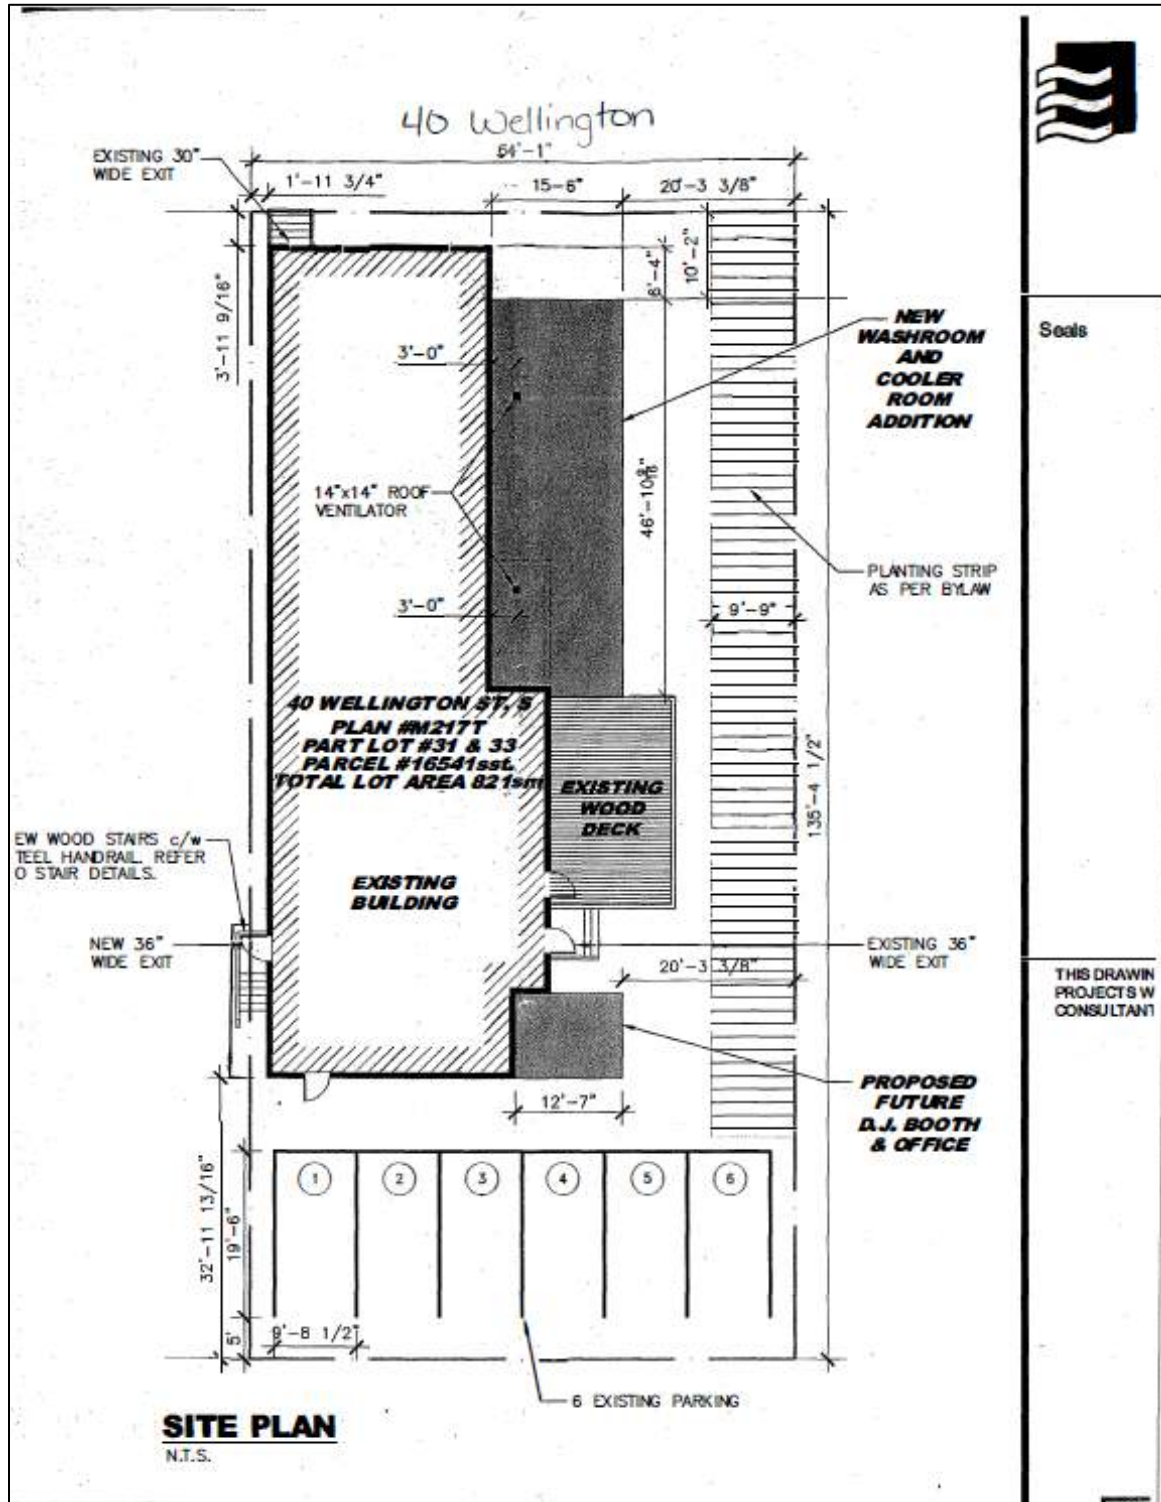 40 Wellington
64'-1"
EXISTING 30"
WIDE EXIT
1'-11 3/4"
15-6"
20'-3 3/8"
10'-2"
6'-4"
3'-11 9/16"
NEW
WASHROOM
AND
COOLER
ROOM
ADDITION
Seals
3'-0"
14"x14" ROOF
VENTILATOR
46'-10
PLANTING STRIP
AS PER BYLAW
3'-0"
9'-9"
40 WELLINGTON ST. S
PLAN #M217T
PART LOT #31 & 33
PARCEL #16541sst.
TOTAL LOT AREA 821sm
EXISTING
WOOD
DECK
135'-4 1/2"
EW WOOD STAIRS c/w
TEEL HANDRAIL. REFER
O STAIR DETAILS.
EXISTING
BUILDING
NEW 36"
WIDE EXIT
EXISTING 36"
WIDE EXIT
20'-3 3/8"
THIS DRAWIN
PROJECTS W
CONSULTANT
PROPOSED
FUTURE
D.J. BOOTH
& OFFICE
12'-7"
1
2
3
4
5
6
32'-11 13/16"
19'-6"
5'
9'-8 1/2"
6 EXISTING PARKING
SITE PLAN
N.T.S.